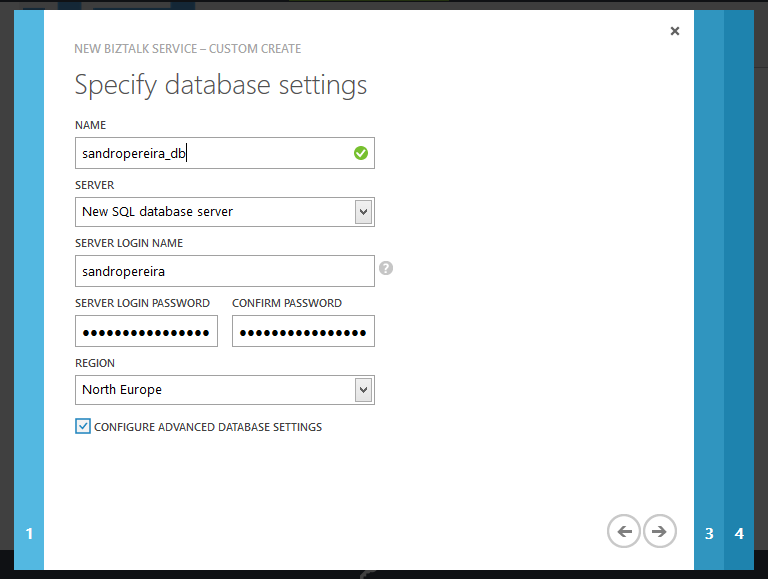 NEW BIZTALK SERVICE – CUSTOM CREATE
Specify database settings
NAME
sandropereira_db
SERVER
New SQL database server
SERVER LOGIN NAME
sandropereira
?
SERVER LOGIN PASSWORD CONFIRM PASSWORD
●●●●●●●●●●●●●●●● ●●●●●●●●●●●●●●●●
REGION
North Europe
CONFIGURE ADVANCED DATABASE SETTINGS
1 3 4